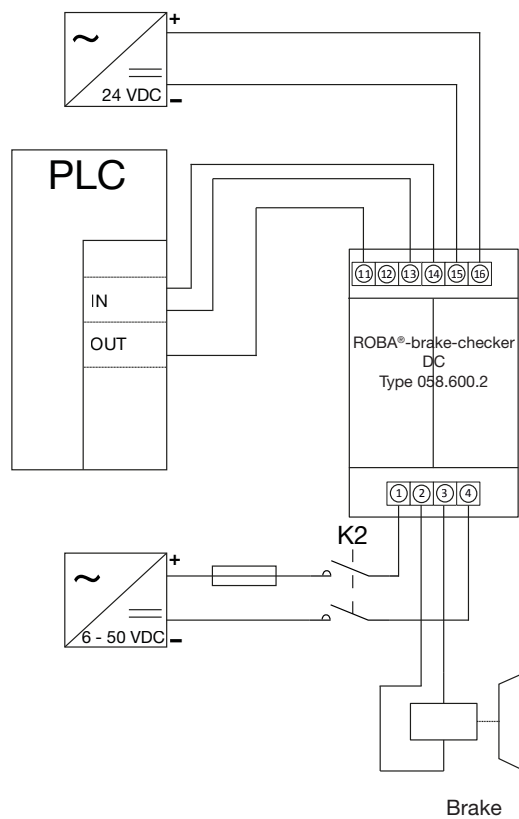 ~
+
24 VDC
-
PLC
IN
OUT
11 12 13 14 15 16
ROBA®-brake-checker
DC
Type 058.600.2
1 2 3 4
K2
~
+
6 - 50 VDC
-
Brake